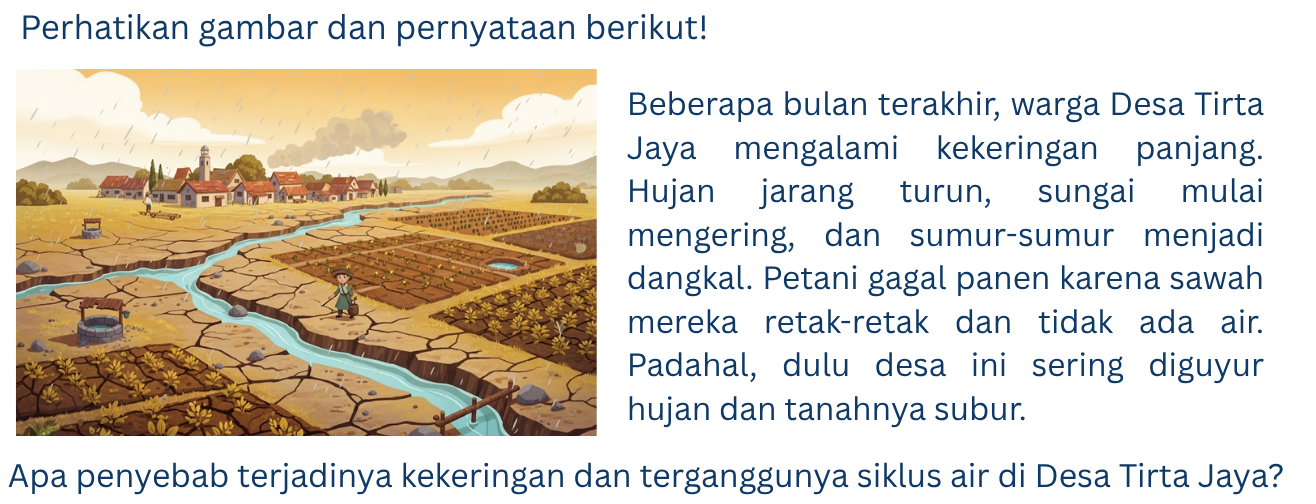 Perhatikan gambar dan pernyataan berikut!
Beberapa bulan terakhir, warga Desa Tirta
Jaya mengalami kekeringan panjang.
Hujan jarang turun, sungai mulai
mengering, dan sumur-sumur menjadi
dangkal. Petani gagal panen karena sawah
mereka retak-retak dan tidak ada air.
Padahal, dulu desa ini sering diguyur
hujan dan tanahnya subur.
Apa penyebab terjadinya kekeringan dan terganggunya siklus air di Desa Tirta Jaya?